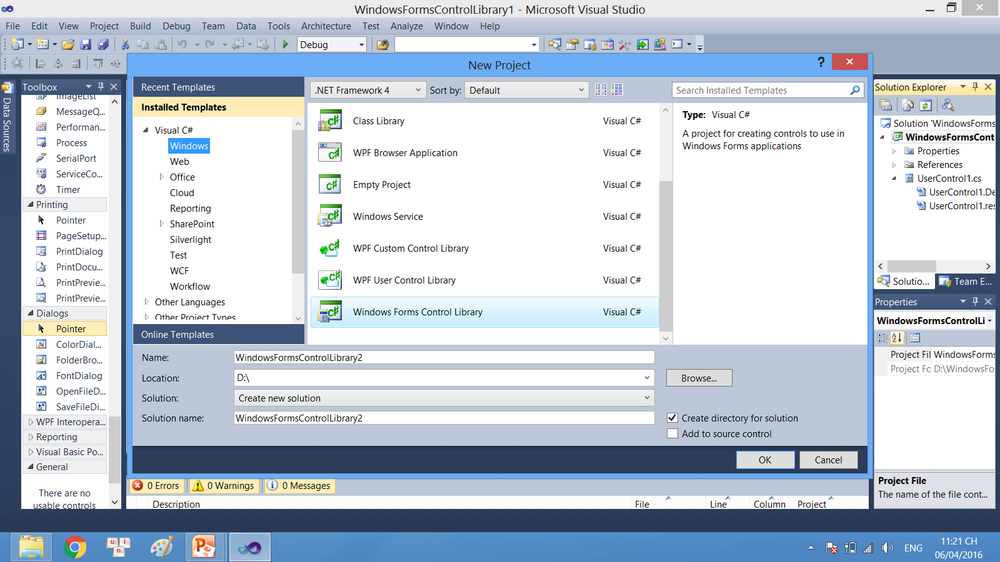 WindowsFormsControlLibrary1 - Microsoft Visual Studio
File Edit View Project Build Debug Team Data Tools Architecture Test Analyze Window Help
Debug
Data Sources
Toolbox
ImageList
MessageQ...
Performan...
Process
SerialPort
ServiceCo...
Timer
Printing
Pointer
PageSetup...
PrintDialog
PrintDocu...
PrintPrevie...
PrintPrevie...
Dialogs
Pointer
ColorDial...
FolderBro...
FontDialog
OpenFileD...
SaveFileDi...
WPF Interopera...
Reporting
Visual Basic Po...
General
There are no
usable controls
New Project
?
Recent Templates
Installed Templates
Visual C#
Windows
Web
Office
Cloud
Reporting
SharePoint
Silverlight
Test
WCF
Workflow
Other Languages
Other Project Types
Online Templates
.NET Framework 4 Sort by: Default
Search Installed Templates
Class Library Visual C#
WPF Browser Application Visual C#
Empty Project Visual C#
Windows Service Visual C#
WPF Custom Control Library Visual C#
WPF User Control Library Visual C#
Windows Forms Control Library Visual C#
Type: Visual C#
A project for creating controls to use in
Windows Forms applications
Name: WindowsFormsControlLibrary2
Location: D:\ Browse...
Solution: Create new solution
Solution name: WindowsFormsControlLibrary2
Create directory for solution
Add to source control
OK Cancel
0 Errors 0 Warnings 0 Messages
Description File Line Column Project
Solution Explorer
Solution 'WindowsForms
WindowsFormsCont
Properties
References
UserControl1.cs
UserControl1.De
UserControl1.res
Solutio... Team E...
Properties
WindowsFormsControlLi
Project Fil WindowsForms
Project Fo D:\WindowsFo
Project File
The name of the file cont...
u n i
ENG
11:21 CH
06/04/2016